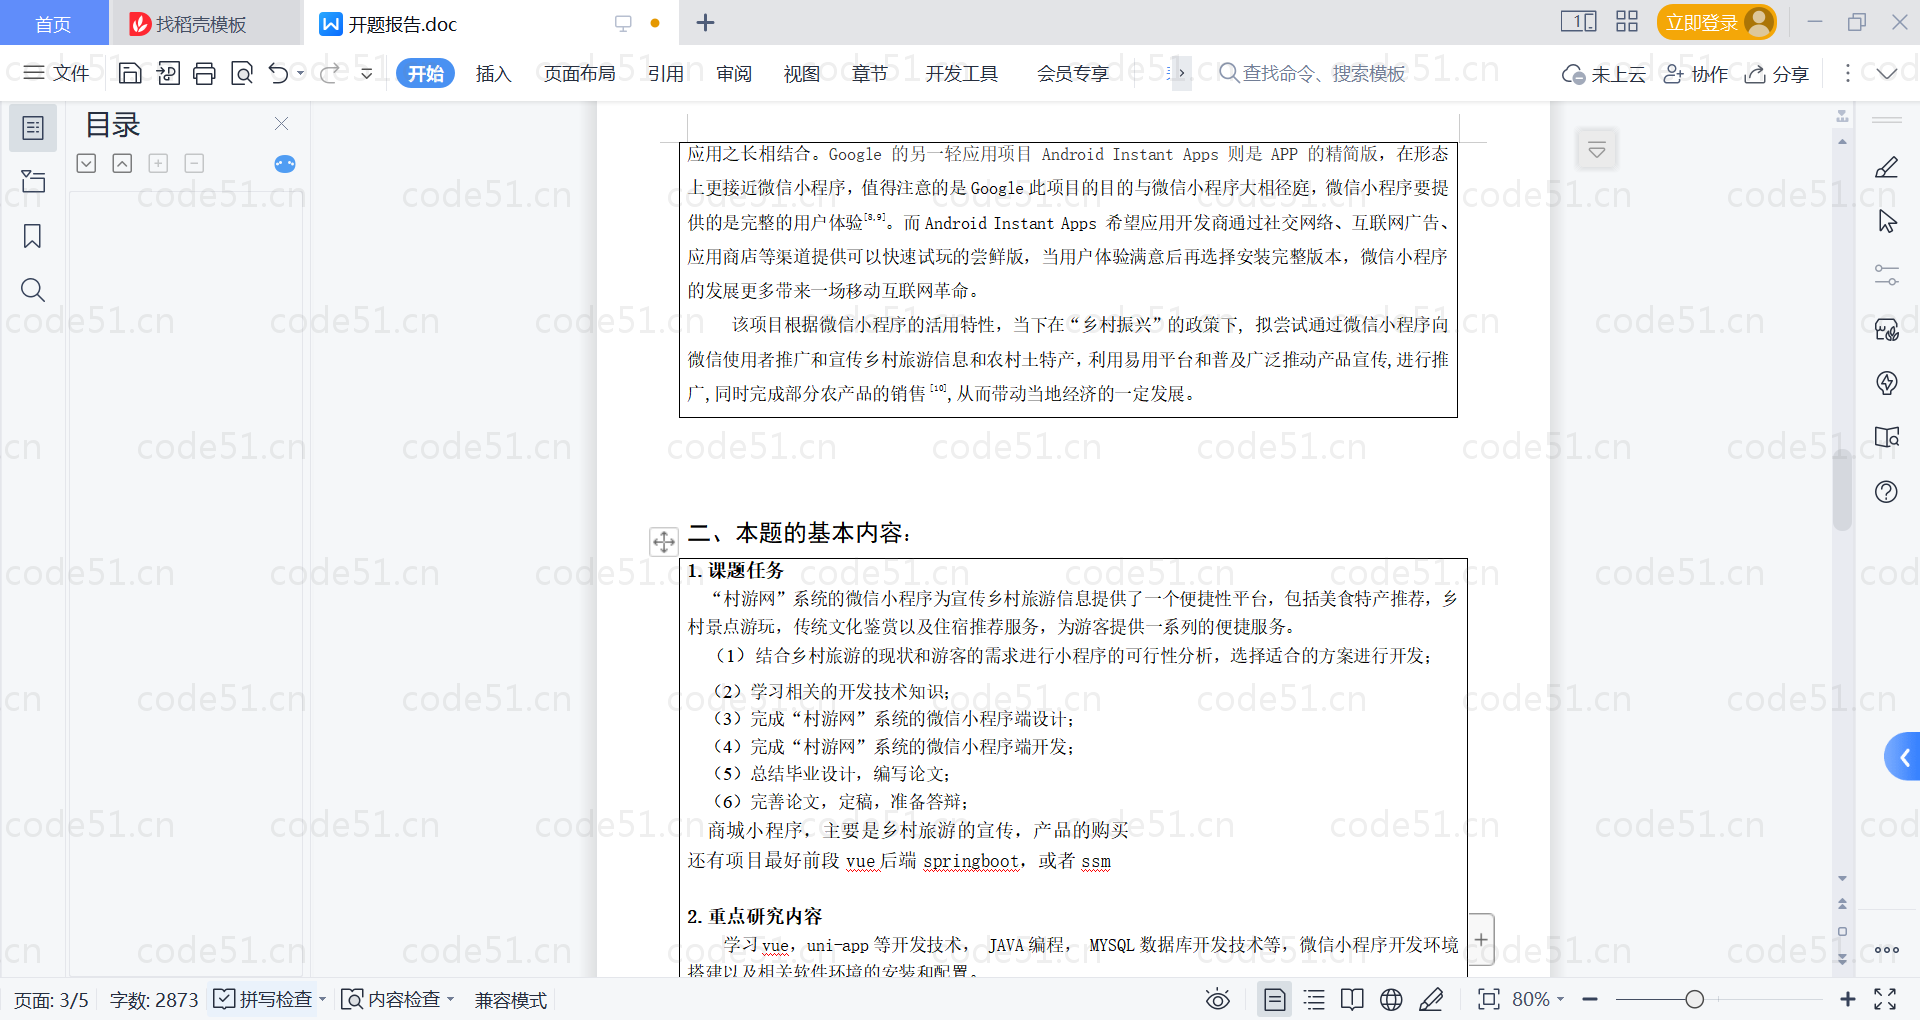 首页
找稻壳模板
开题报告.doc
立即登录
文件
开始
插入
页面布局
引用
审阅
视图
章节
开发工具
会员专享
查找命令、搜索模板
未上云
协作
分享
目录
应用之长相结合。Google 的另一轻应用项目 Android Instant Apps 则是 APP 的精简版，在形态
上更接近微信小程序，值得注意的是Google此项目的目的与微信小程序大相径庭，微信小程序要提
供的是完整的用户体验[8,9]。而Android Instant Apps 希望应用开发商通过社交网络、互联网广告、
应用商店等渠道提供可以快速试玩的尝鲜版，当用户体验满意后再选择安装完整版本，微信小程序
的发展更多带来一场移动互联网革命。
该项目根据微信小程序的活用特性，当下在“乡村振兴”的政策下，拟尝试通过微信小程序向
微信使用者推广和宣传乡村旅游信息和农村土特产，利用易用平台和普及广泛推动产品宣传,进行推
广,同时完成部分农产品的销售[10],从而带动当地经济的一定发展。
二、本题的基本内容：
1. 课题任务
“村游网”系统的微信小程序为宣传乡村旅游信息提供了一个便捷性平台，包括美食特产推荐，乡
村景点游玩，传统文化鉴赏以及住宿推荐服务，为游客提供一系列的便捷服务。
（1）结合乡村旅游的现状和游客的需求进行小程序的可行性分析，选择适合的方案进行开发；
（2）学习相关的开发技术知识；
（3）完成“村游网”系统的微信小程序端设计；
（4）完成“村游网”系统的微信小程序端开发；
（5）总结毕业设计，编写论文；
（6）完善论文，定稿，准备答辩；
商城小程序，主要是乡村旅游的宣传，产品的购买
还有项目最好前段 vue 后端 springboot，或者 ssm
2. 重点研究内容
学习 vue，uni-app 等开发技术， JAVA 编程， MYSQL 数据库开发技术等，微信小程序开发环境
搭建以及相关软件环境的安装和配置。
页面: 3/5
字数: 2873
拼写检查
内容检查
兼容模式
80%
code51.cn